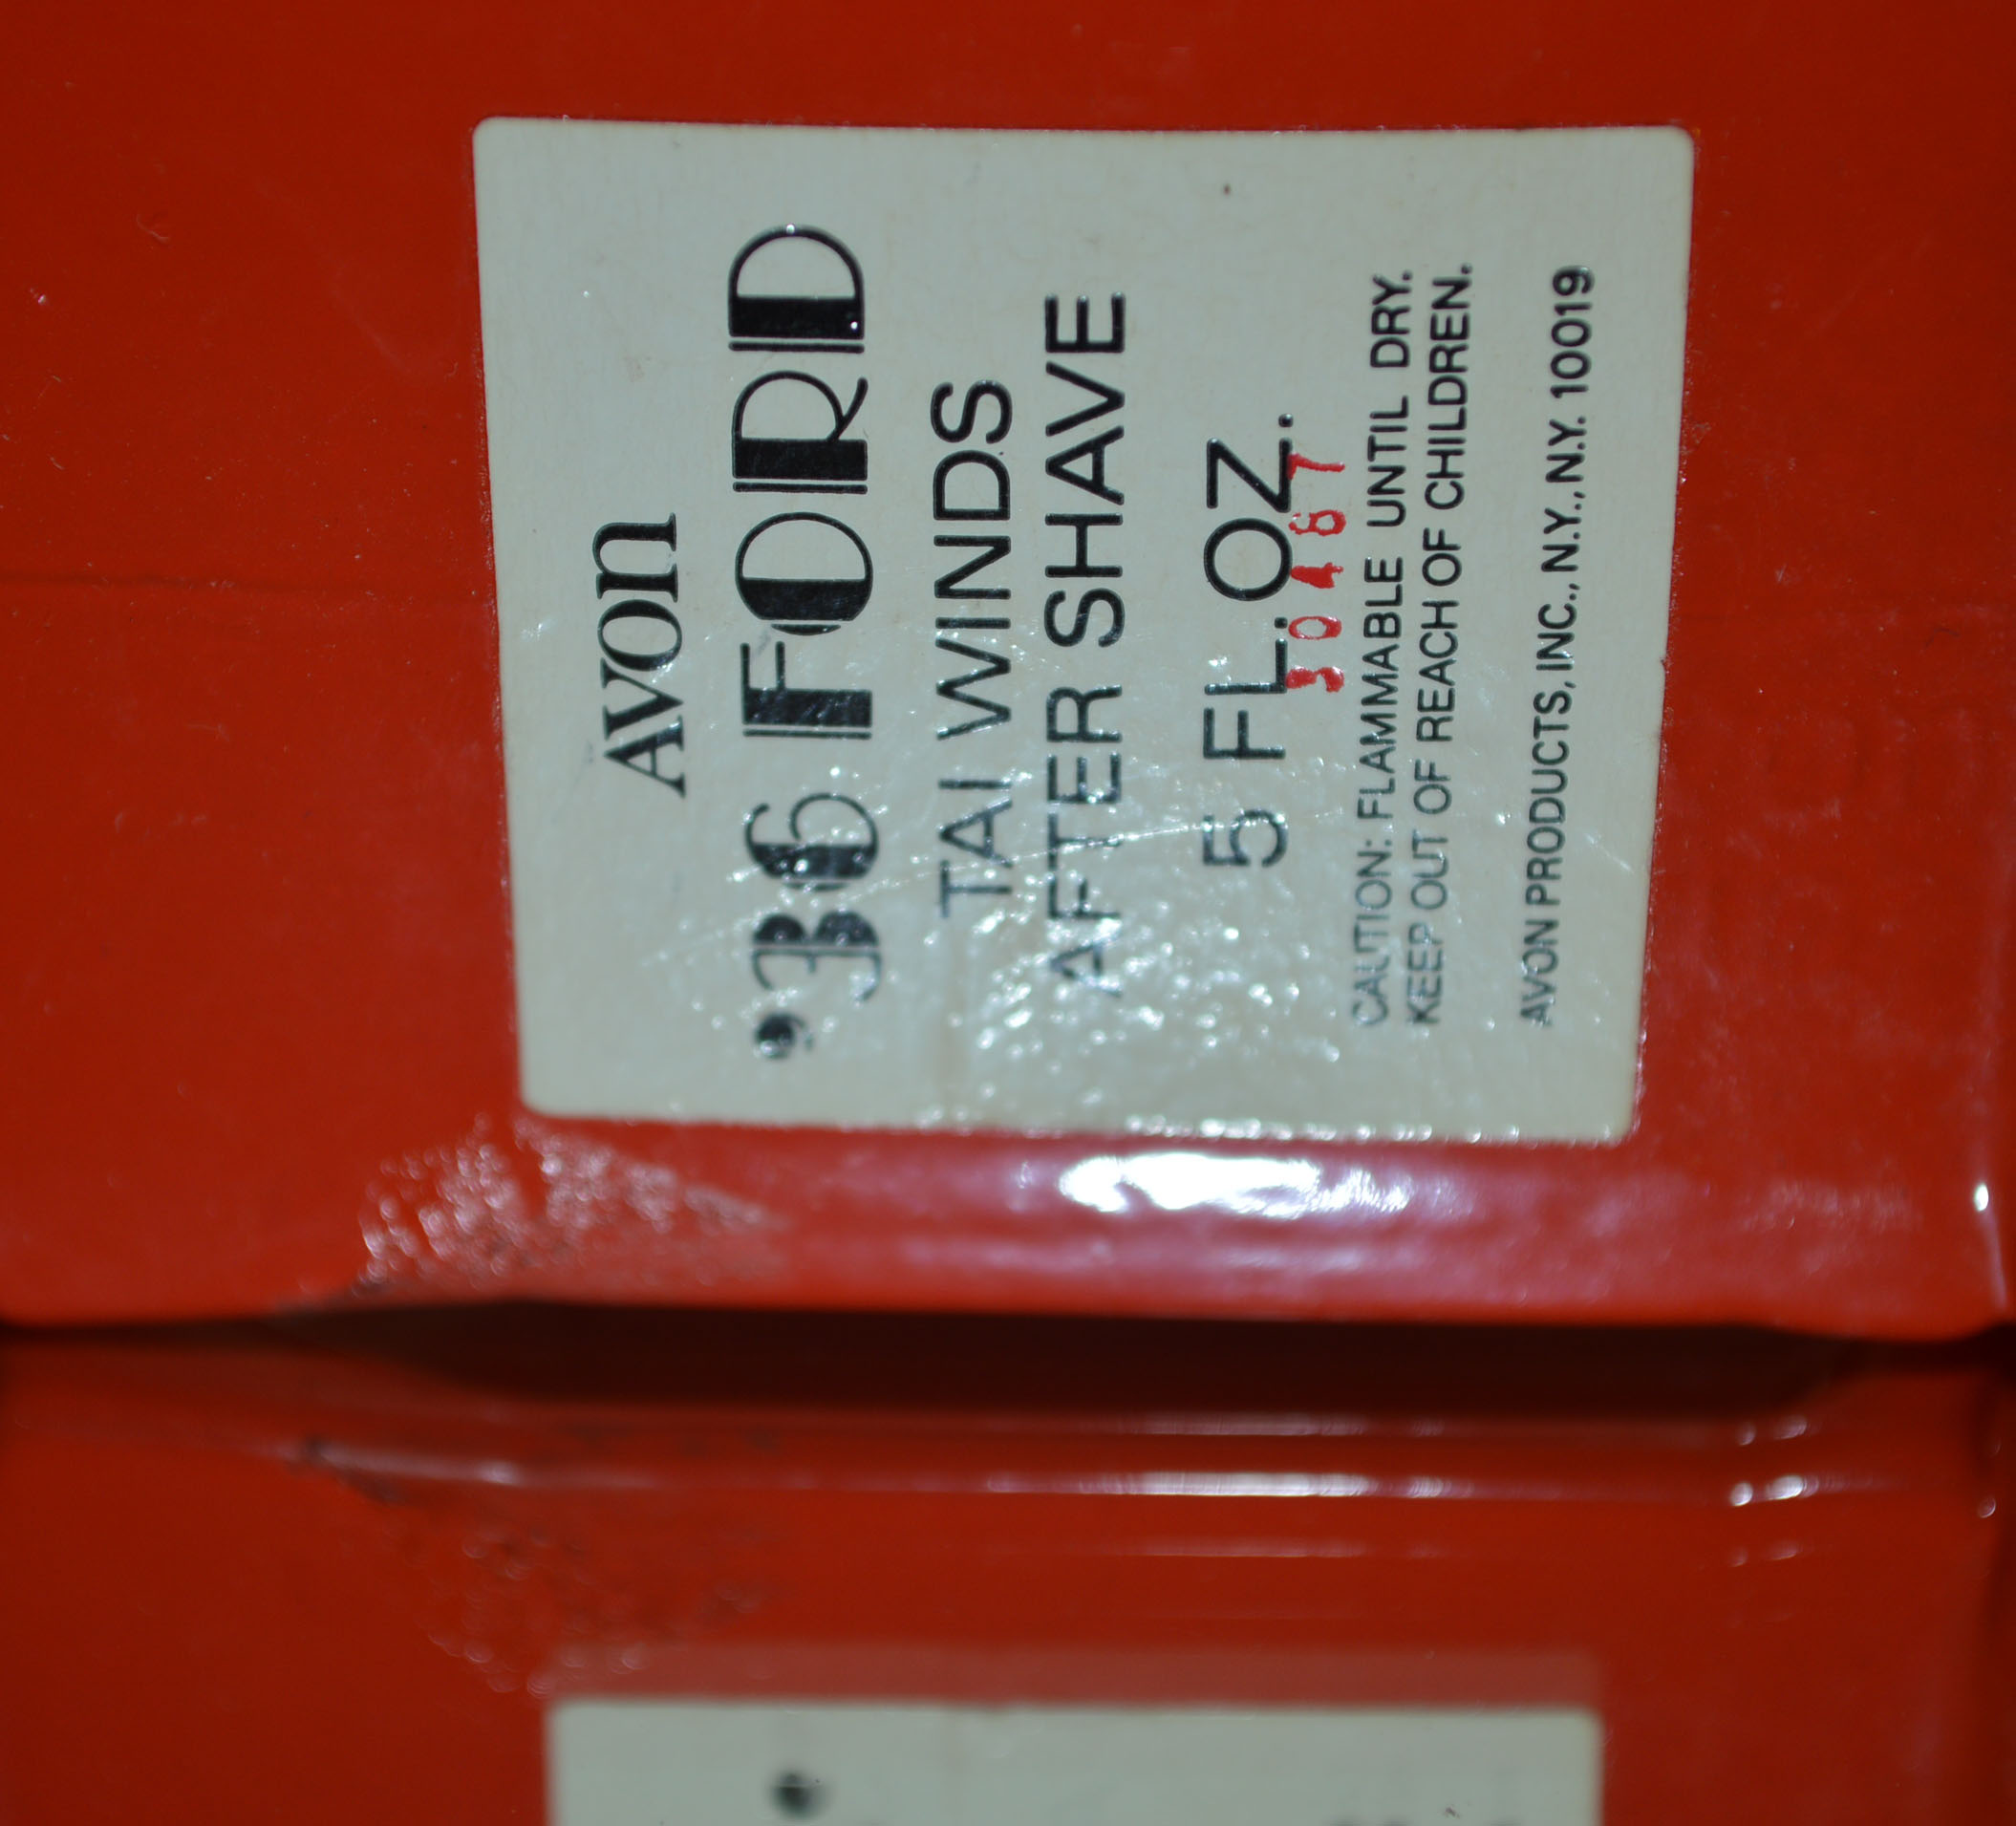 AVON
'36 FORD
TAI WINDS
AFTER SHAVE
5 FL. OZ.
CAUTION: FLAMMABLE UNTIL DRY.
KEEP OUT OF REACH OF CHILDREN.
AVON PRODUCTS, INC., N.Y., N.Y. 10019